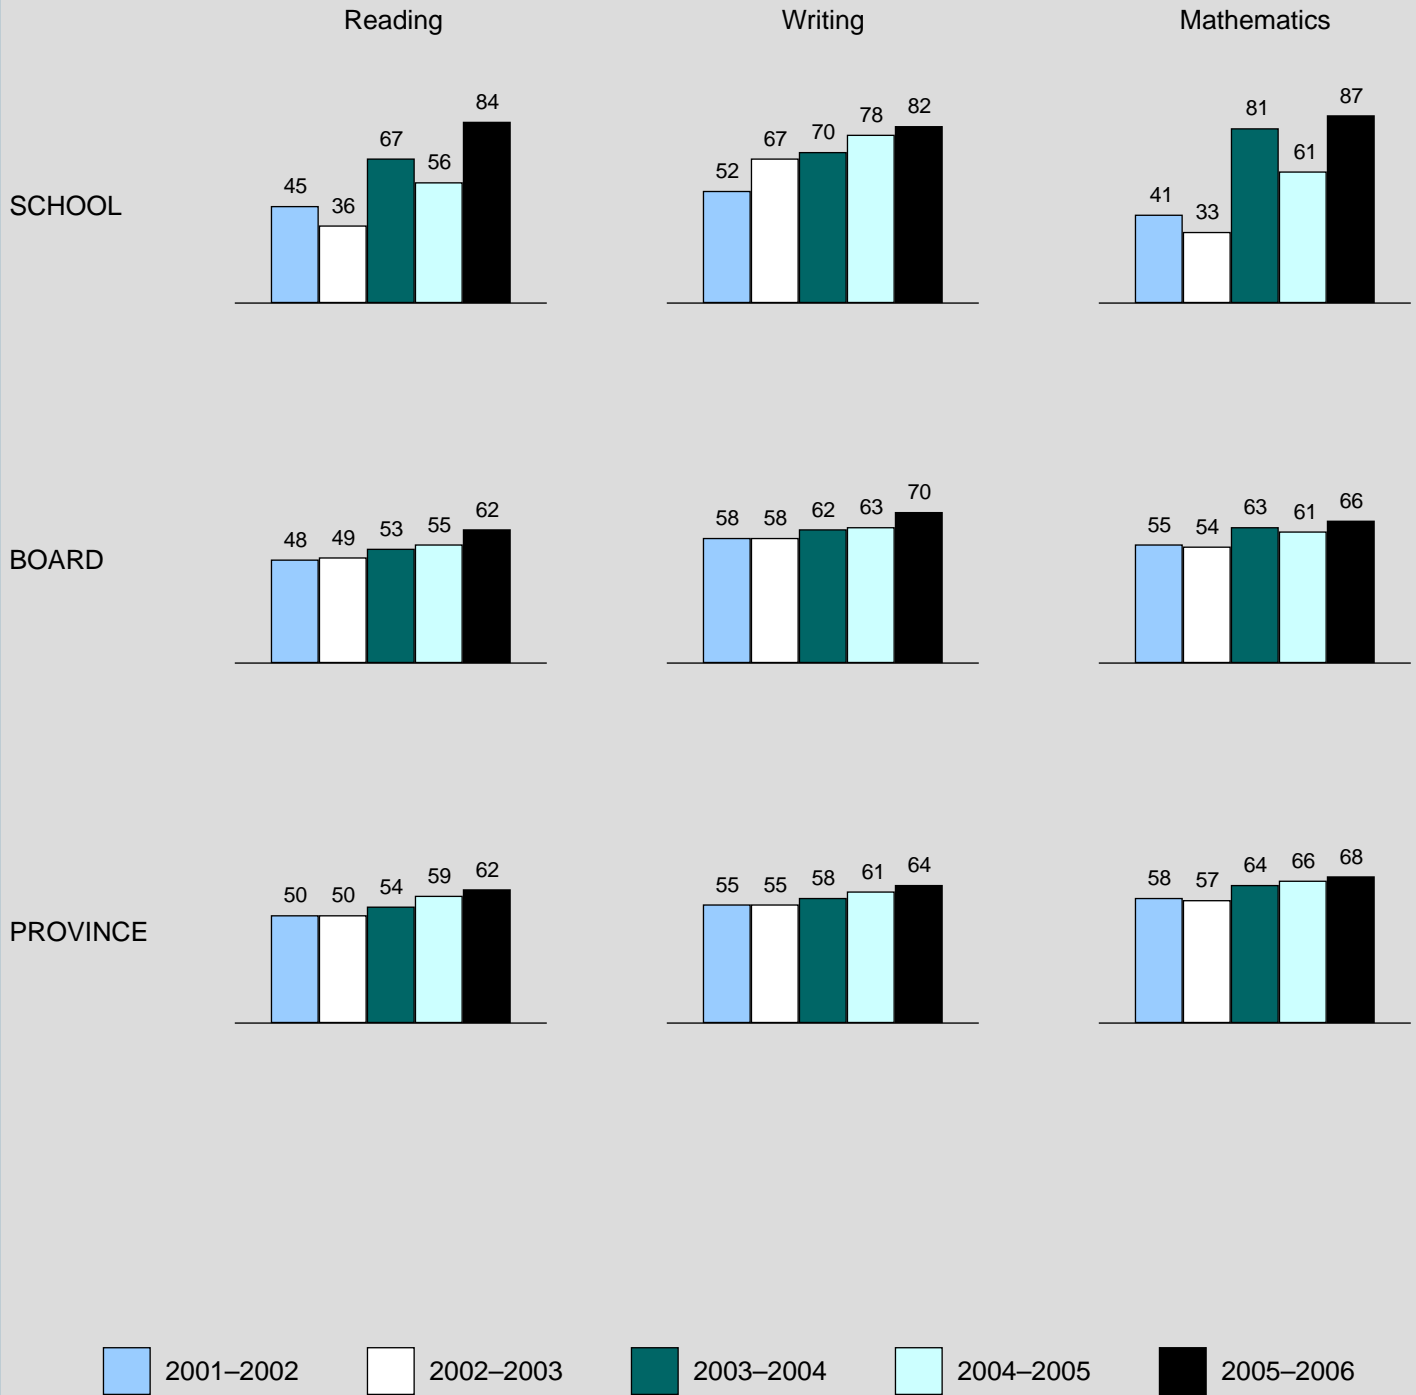 Reading Writing Mathematics
SCHOOL
45 36 67 56 84
52 67 70 78 82
41 33 81 61 87
BOARD
48 49 53 55 62
58 58 62 63 70
55 54 63 61 66
PROVINCE
50 50 54 59 62
55 55 58 61 64
58 57 64 66 68
2001–2002 2002–2003 2003–2004 2004–2005 2005–2006